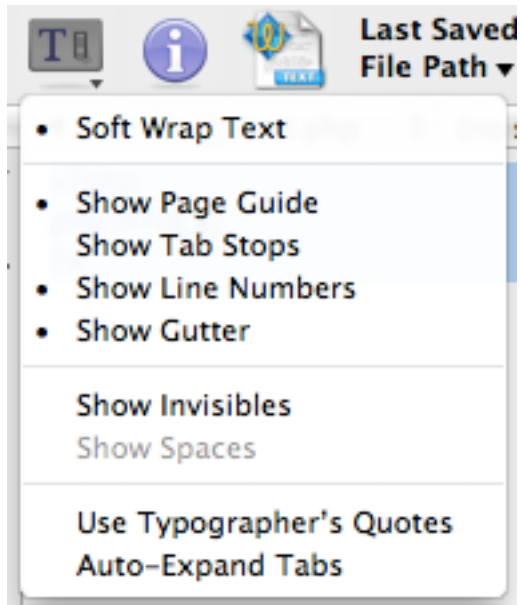 T
i
TEXT
Last Saved
File Path ▾
• Soft Wrap Text
• Show Page Guide
Show Tab Stops
• Show Line Numbers
• Show Gutter
Show Invisibles
Show Spaces
Use Typographer’s Quotes
Auto-Expand Tabs